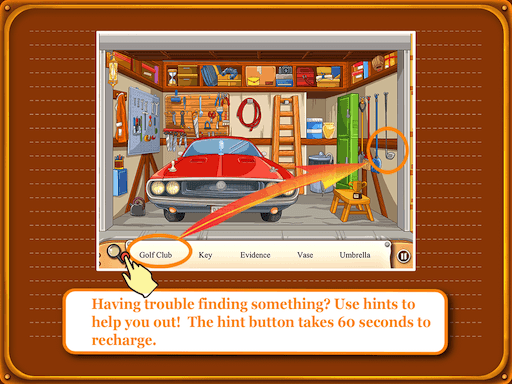 Golf Club Key Evidence Vase Umbrella
Having trouble finding something? Use hints to
help you out! The hint button takes 60 seconds to
recharge.